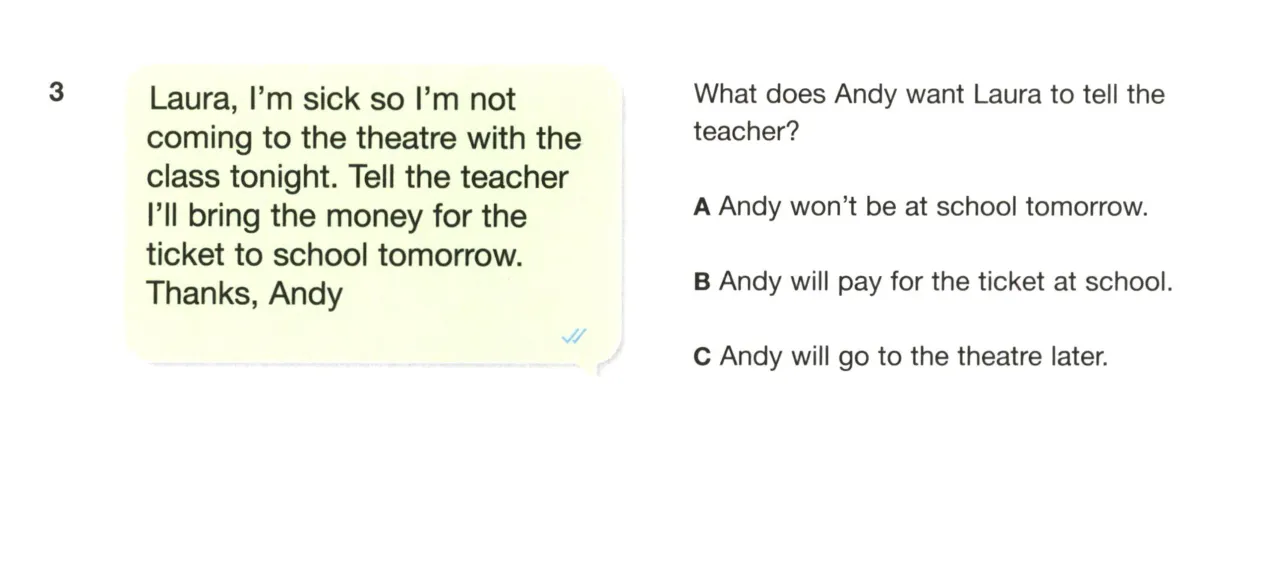 3
Laura, I'm sick so I'm not
coming to the theatre with the
class tonight. Tell the teacher
I'll bring the money for the
ticket to school tomorrow.
Thanks, Andy
What does Andy want Laura to tell the
teacher?
A Andy won't be at school tomorrow.
B Andy will pay for the ticket at school.
C Andy will go to the theatre later.